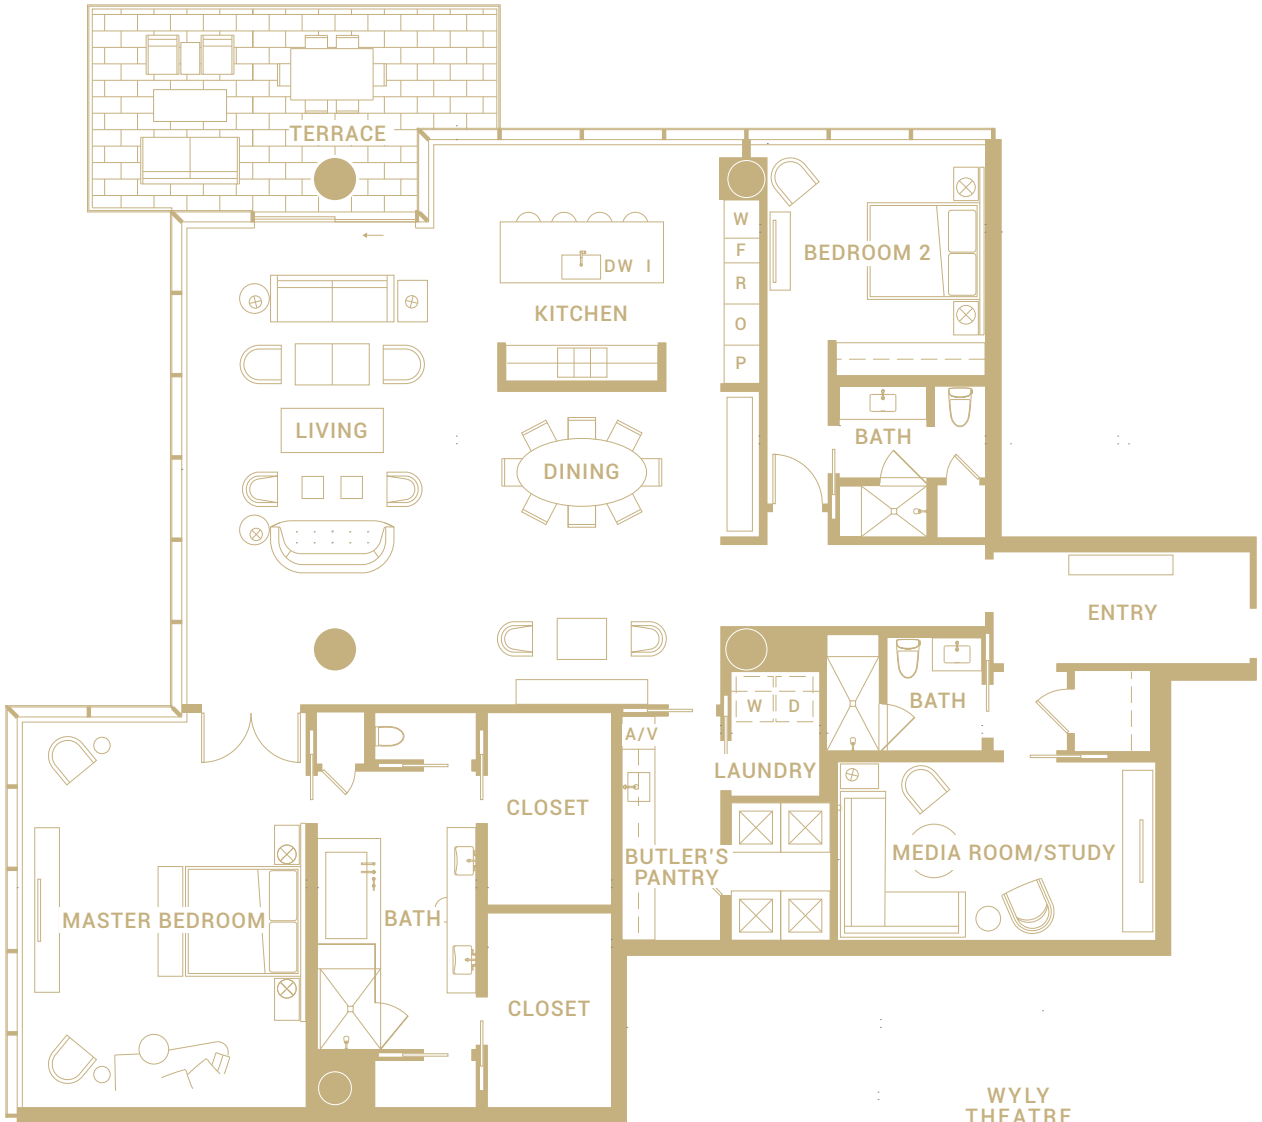 TERRACE
W
F
BEDROOM 2
DW I
R
KITCHEN
O
P
LIVING
BATH
DINING
ENTRY
W D
BATH
A/V
LAUNDRY
CLOSET
BUTLER'S
PANTRY
MEDIA ROOM/STUDY
MASTER BEDROOM
BATH
CLOSET
WYLY
THEATRE